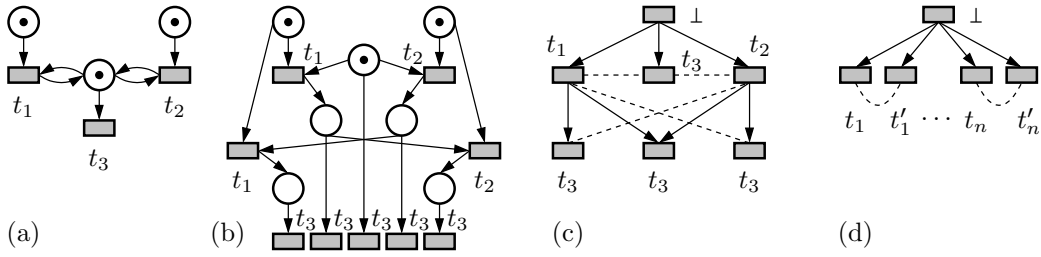 t₁ t₂
t₃
(a)
t₁ t₂
t₁ t₂
t₃ t₃ t₃ t₃ t₃
(b)
⊥
t₁ t₃ t₂
t₃ t₃ t₃
(c)
⊥
t₁ t′₁ ··· tₙ t′ₙ
(d)